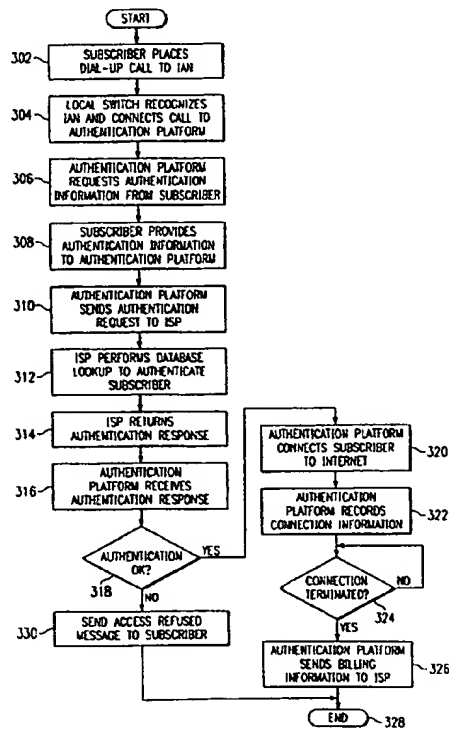 START
302
SUBSCRIBER PLACES
DIAL-UP CALL TO IAN
304
LOCAL SWITCH RECOGNIZES
IAN AND CONNECTS CALL TO
AUTHENTICATION PLATFORM
306
AUTHENTICATION PLATFORM
REQUESTS AUTHENTICATION
INFORMATION FROM SUBSCRIBER
308
SUBSCRIBER PROVIDES
AUTHENTICATION INFORMATION
TO AUTHENTICATION PLATFORM
310
AUTHENTICATION PLATFORM
SENDS AUTHENTICATION
REQUEST TO ISP
312
ISP PERFORMS DATABASE
LOOKUP TO AUTHENTICATE
SUBSCRIBER
314
ISP RETURNS
AUTHENTICATION RESPONSE
316
AUTHENTICATION
PLATFORM RECEIVES
AUTHENTICATION RESPONSE
AUTHENTICATION
OK?
318
YES
NO
330
SEND ACCESS REFUSED
MESSAGE TO SUBSCRIBER
AUTHENTICATION PLATFORM
CONNECTS SUBSCRIBER
TO INTERNET
320
AUTHENTICATION
PLATFORM RECORDS
CONNECTION INFORMATION
322
CONNECTION
TERMINATED?
NO
324
YES
AUTHENTICATION PLATFORM
SENDS BILLING
INFORMATION TO ISP
326
END
328